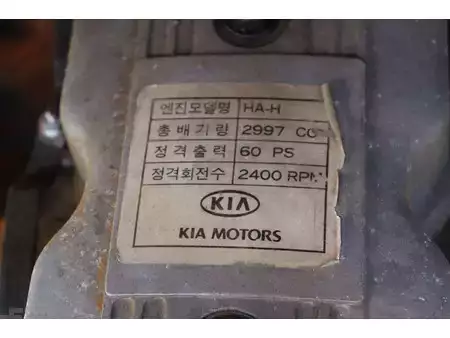 엔진모델명 HA-H
총배기량 2997 CC
정격출력 60 PS
정격회전수 2400 RPM
KIA
KIA MOTORS